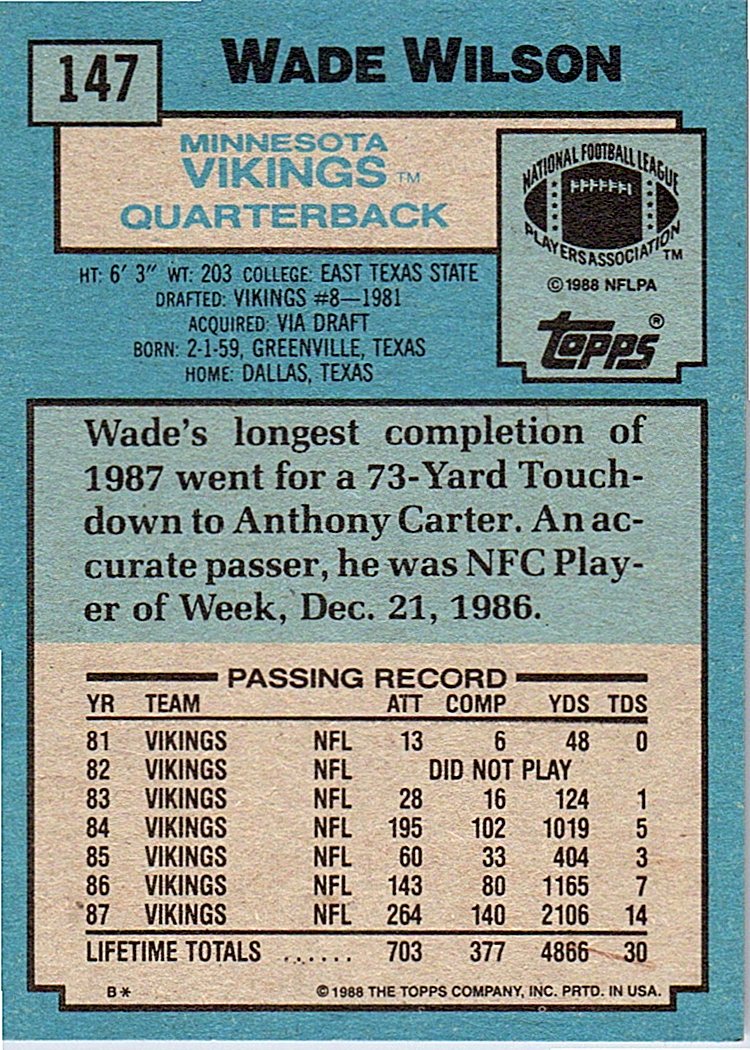 147
WADE WILSON
MINNESOTA
VIKINGS ™
QUARTERBACK
NATIONAL FOOTBALL LEAGUE
PLAYERS ASSOCIATION ™
© 1988 NFLPA
topps ®
HT: 6' 3" WT: 203 COLLEGE: EAST TEXAS STATE
DRAFTED: VIKINGS #8—1981
ACQUIRED: VIA DRAFT
BORN: 2-1-59, GREENVILLE, TEXAS
HOME: DALLAS, TEXAS
Wade's longest completion of
1987 went for a 73-Yard Touch-
down to Anthony Carter. An ac-
curate passer, he was NFC Play-
er of Week, Dec. 21, 1986.
PASSING RECORD
YR TEAM ATT COMP YDS TDS
81 VIKINGS NFL 13 6 48 0
82 VIKINGS NFL DID NOT PLAY
83 VIKINGS NFL 28 16 124 1
84 VIKINGS NFL 195 102 1019 5
85 VIKINGS NFL 60 33 404 3
86 VIKINGS NFL 143 80 1165 7
87 VIKINGS NFL 264 140 2106 14
LIFETIME TOTALS ...... 703 377 4866 30
B* © 1988 THE TOPPS COMPANY, INC. PRTD. IN USA.